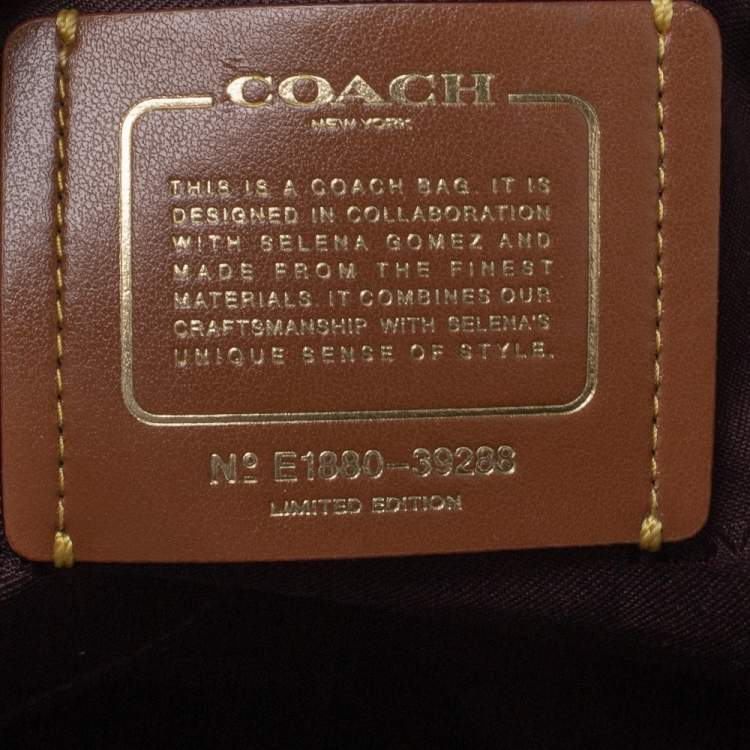 COACH
NEW YORK
THIS IS A COACH BAG. IT IS
DESIGNED IN COLLABORATION
WITH SELENA GOMEZ AND
MADE FROM THE FINEST
MATERIALS. IT COMBINES OUR
CRAFTSMANSHIP WITH SELENA'S
UNIQUE SENSE OF STYLE.
Nº E1880-39288
LIMITED EDITION